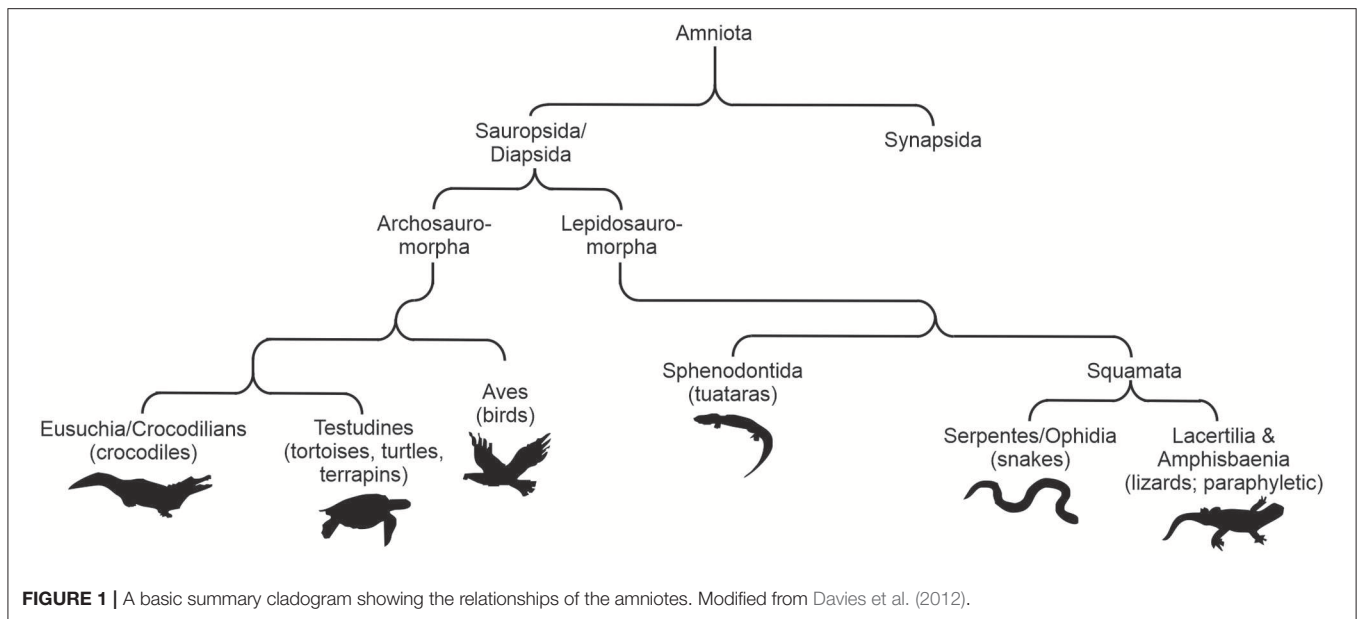 Amniota
Sauropsida/
Diapsida
Synapsida
Archosauro-
morpha
Lepidosauro-
morpha
Eusuchia/Crocodilians
(crocodiles)
Testudines
(tortoises, turtles,
terrapins)
Aves
(birds)
Sphenodontida
(tuataras)
Squamata
Serpentes/Ophidia
(snakes)
Lacertilia &
Amphisbaenia
(lizards; paraphyletic)
FIGURE 1 | A basic summary cladogram showing the relationships of the amniotes. Modified from Davies et al. (2012).